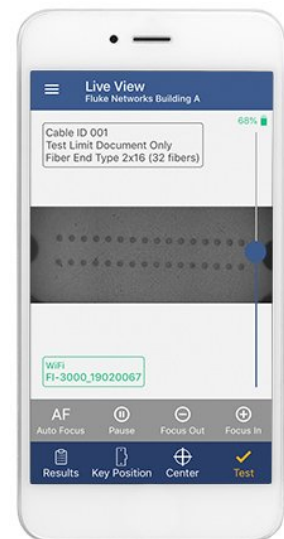 Live View
Fluke Networks Building A
68%
Cable ID 001
Test Limit Document Only
Fiber End Type 2x16 (32 fibers)
WiFi
FI-3000_19020067
AF
Auto Focus Pause Focus Out Focus In
Results Key Position Center Test